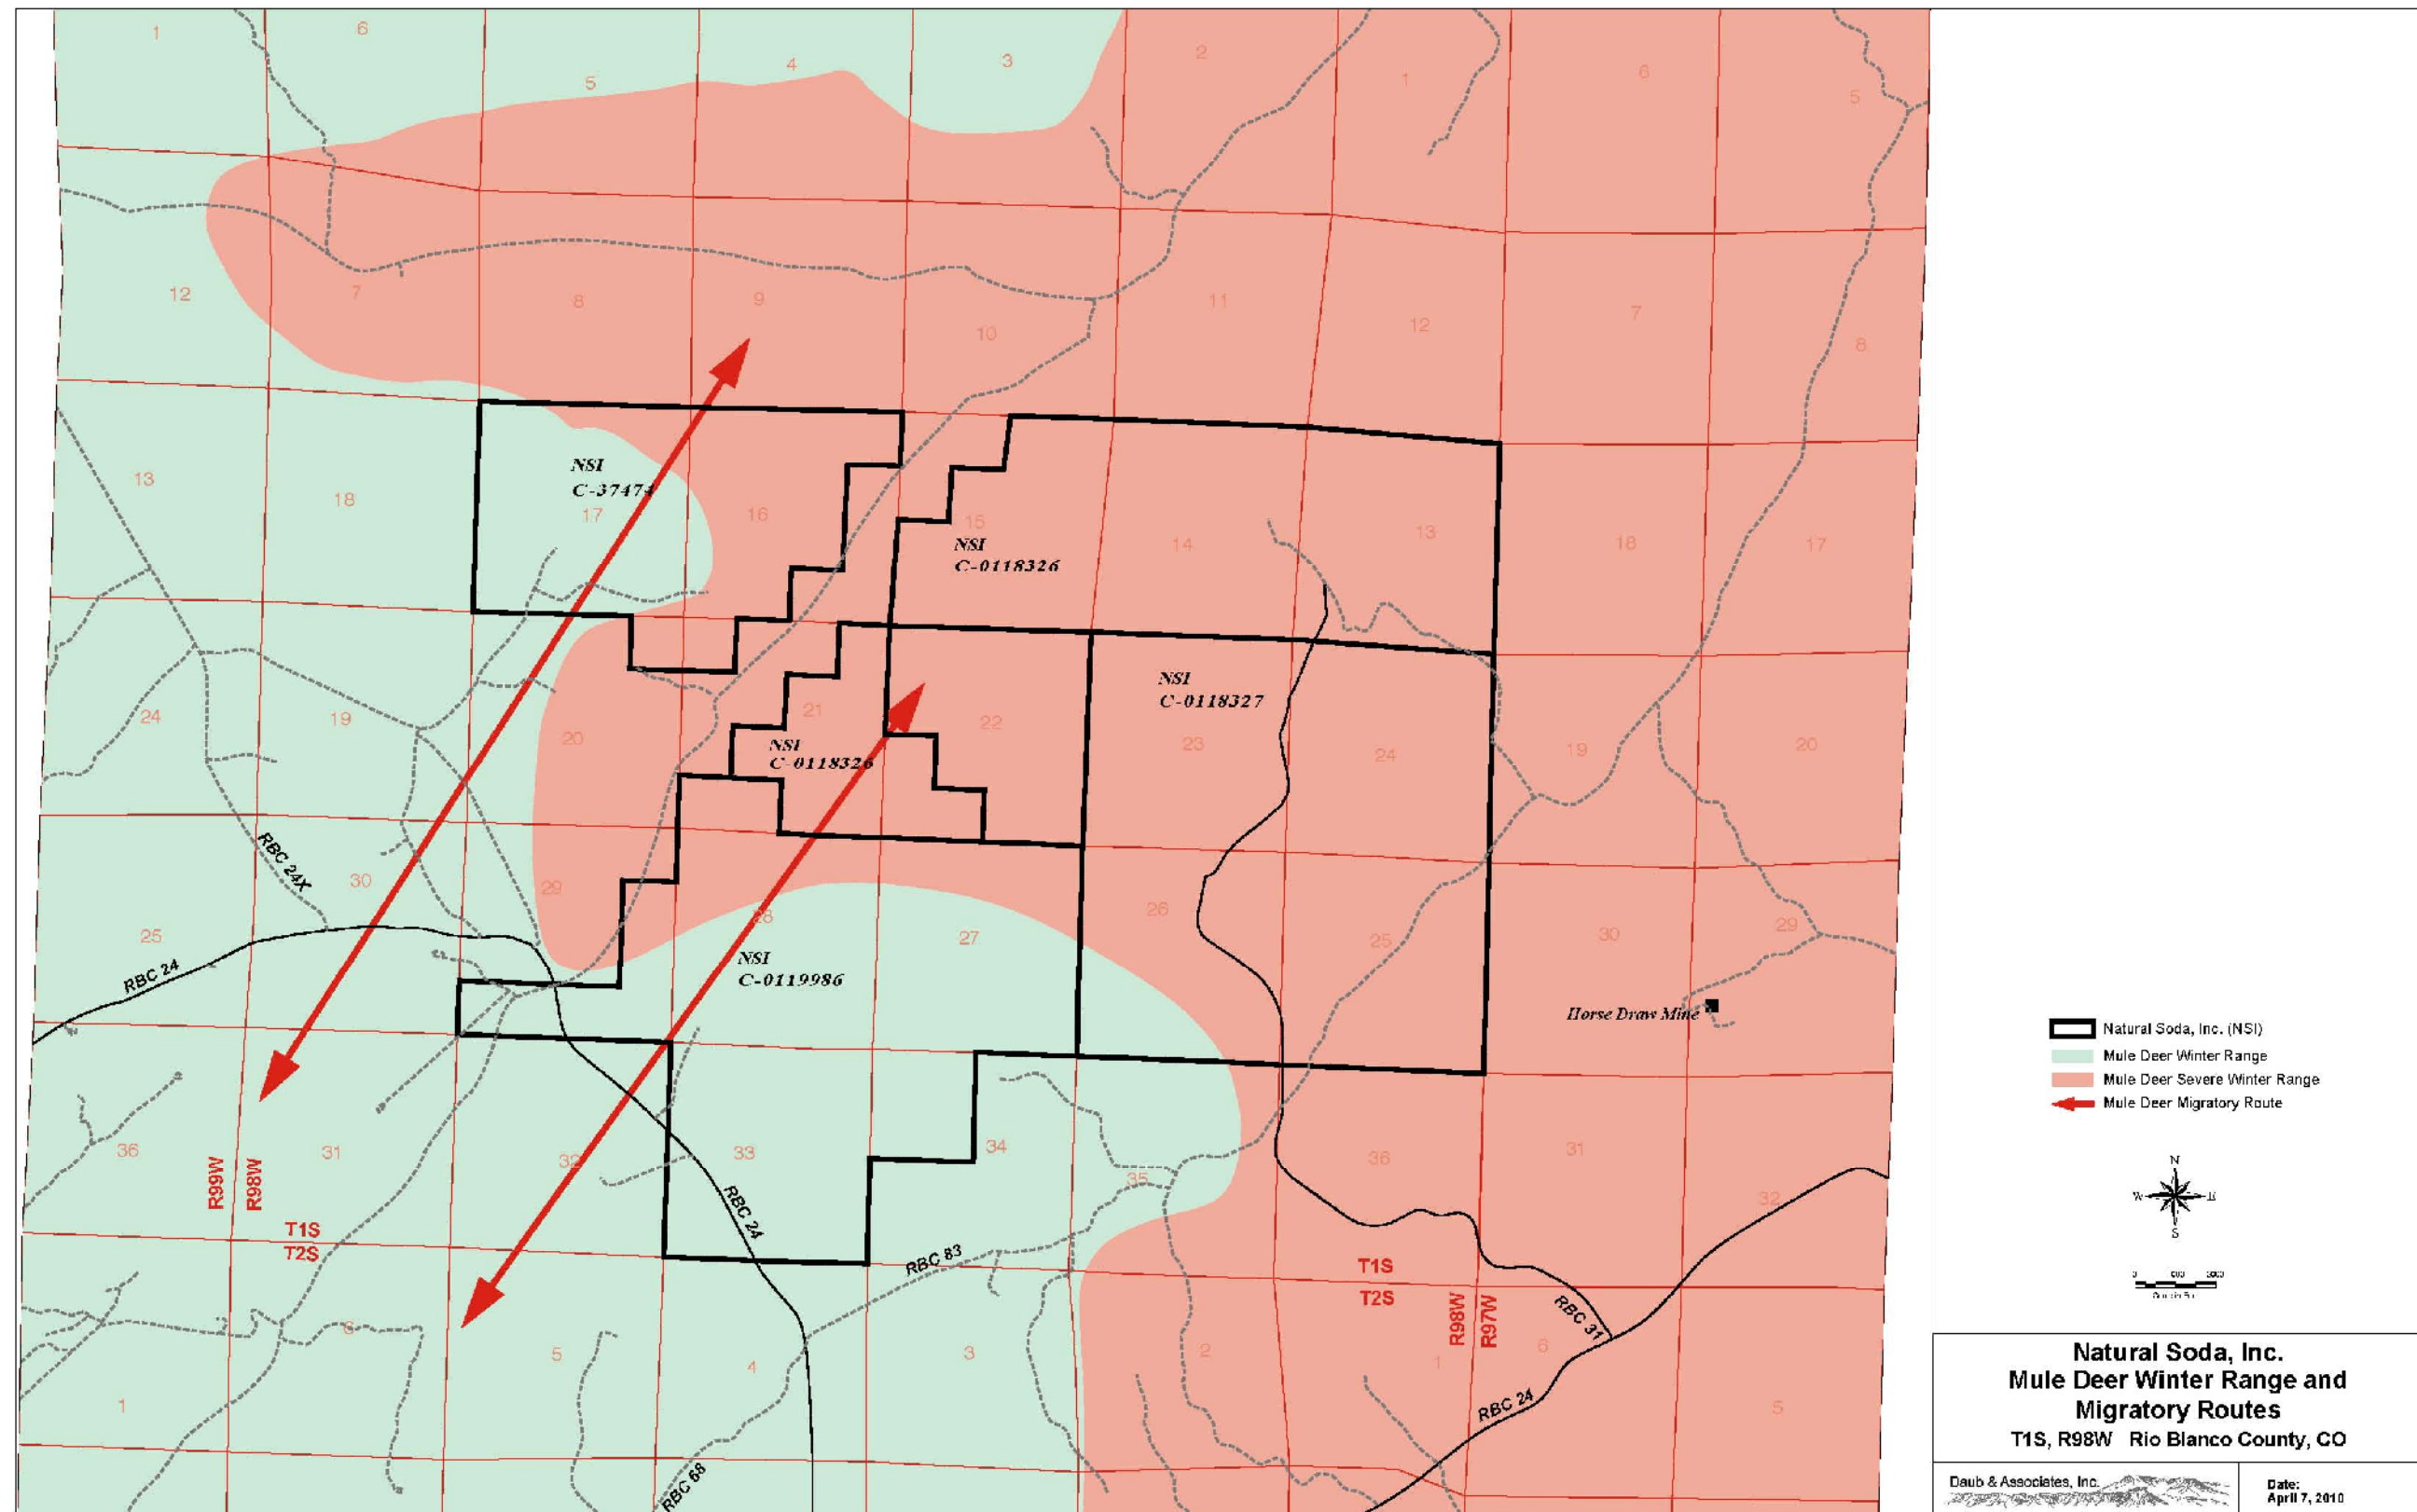 1
6
5
4
3
2
1
6
5
12
7
8
9
10
11
12
7
8
13
18
NSI
C-37474
17
16
15
NSI
C-0118326
14
13
18
17
24
19
20
21
NSI
C-0118326
22
NSI
C-0118327
23
24
19
20
RBC 24X
25
30
29
28
27
26
25
30
29
RBC 24
NSI
C-0119986
Horse Draw Mine
36
31
32
33
34
35
36
31
32
R99W
R98W
T1S
T2S
RBC 24
RBC 83
T1S
T2S
R98W
R97W
RBC 31
1
6
5
4
3
2
1
6
5
RBC 68
RBC 24
Natural Soda, Inc. (NSI)
Mule Deer Winter Range
Mule Deer Severe Winter Range
Mule Deer Migratory Route
N
W
E
S
0
Natural Soda, Inc.
Mule Deer Winter Range and
Migratory Routes
T1S, R98W Rio Blanco County, CO
Daub & Associates, Inc.
Date:
April 7, 2010